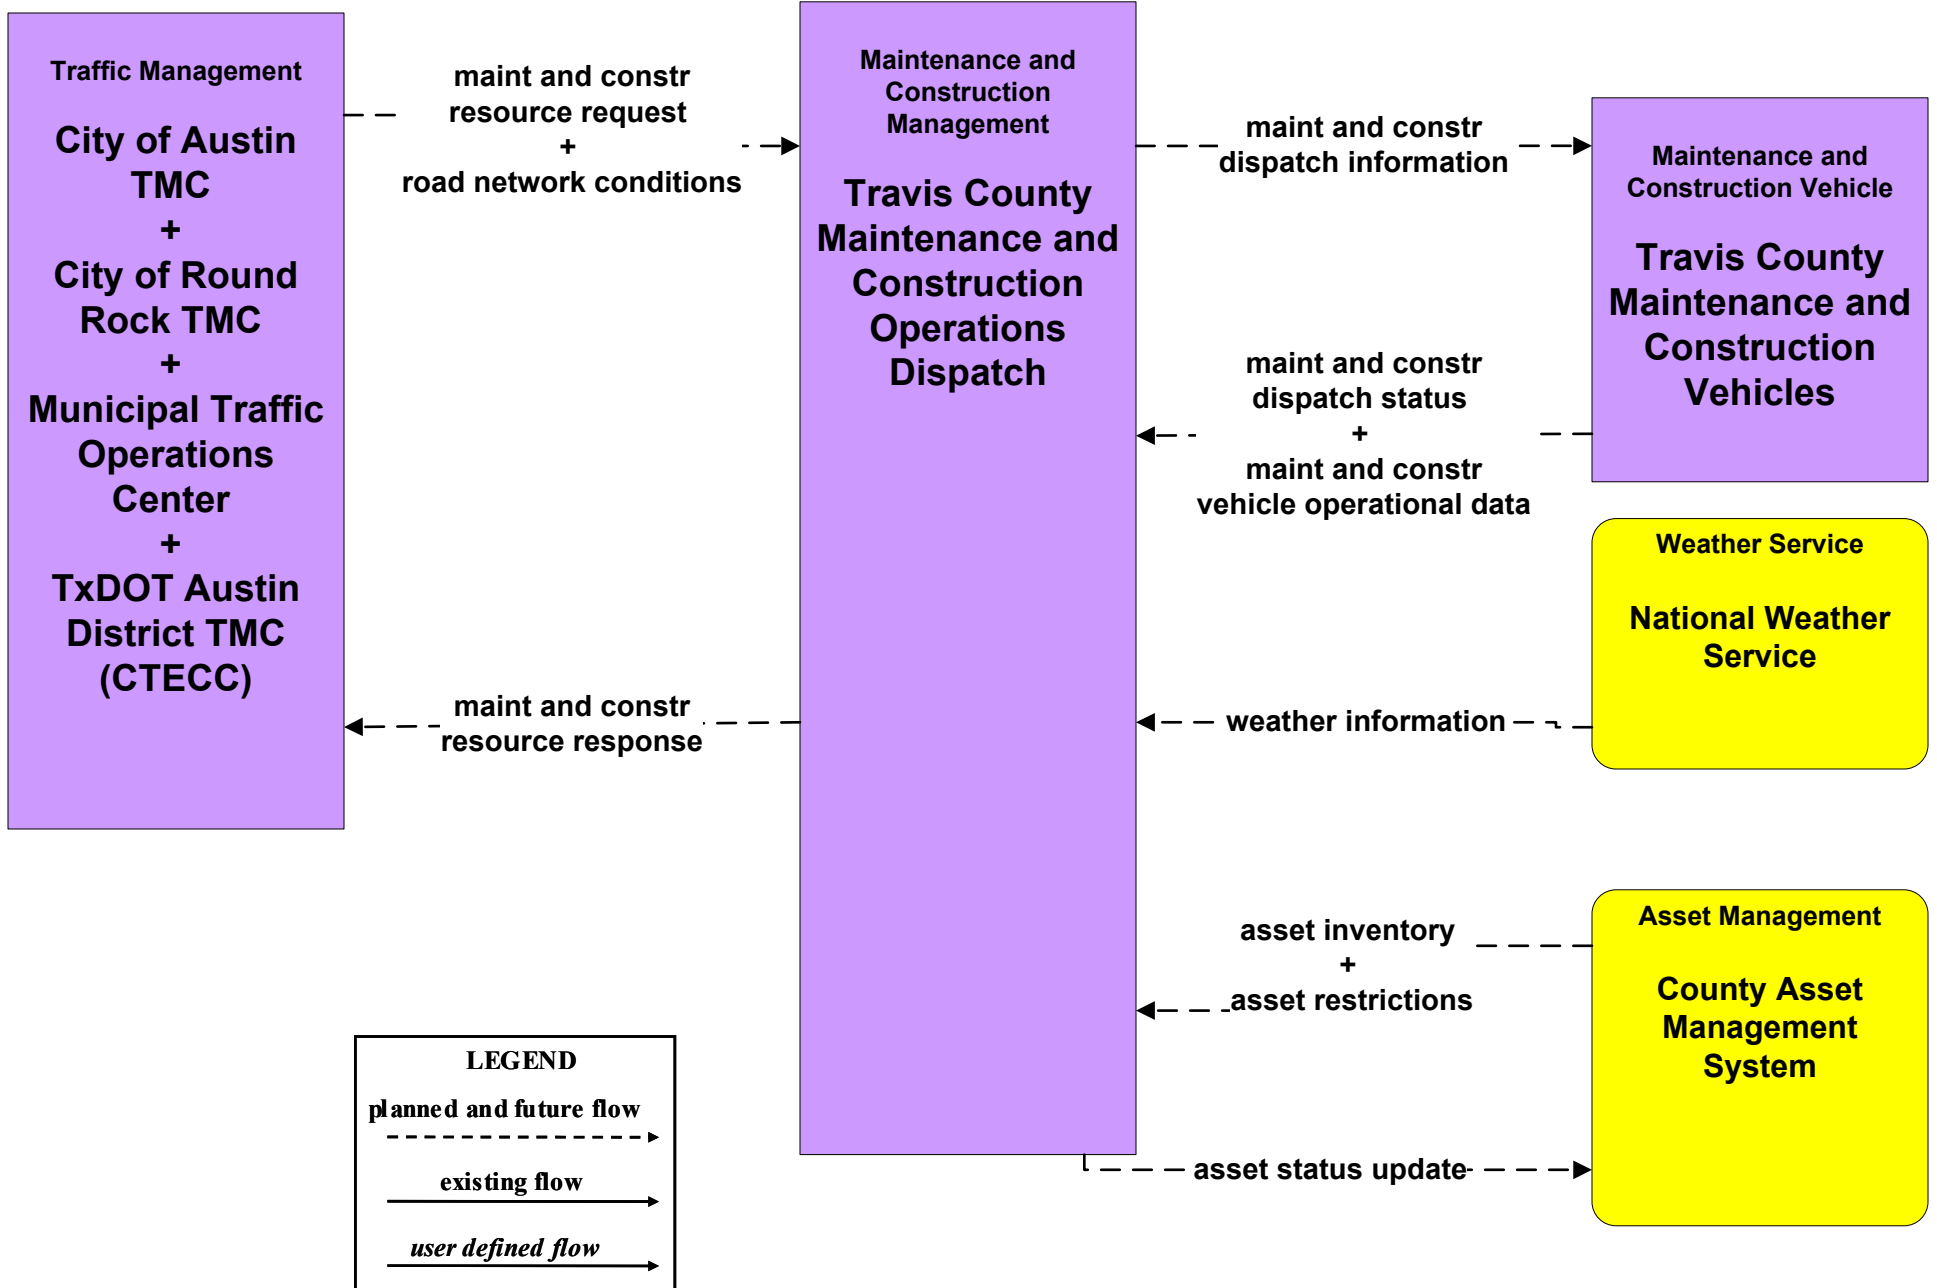 Traffic Management
City of Austin
TMC
+
City of Round
Rock TMC
+
Municipal Traffic
Operations
Center
+
TxDOT Austin
District TMC
(CTECC)
maint and constr
resource request
+
road network conditions
maint and constr
resource response
Maintenance and
Construction
Management
Travis County
Maintenance and
Construction
Operations
Dispatch
maint and constr
dispatch information
maint and constr
dispatch status
+
maint and constr
vehicle operational data
weather information
asset inventory
+
asset restrictions
asset status update
Maintenance and
Construction Vehicle
Travis County
Maintenance and
Construction
Vehicles
Weather Service
National Weather
Service
Asset Management
County Asset
Management
System
LEGEND
planned and future flow
existing flow
user defined flow